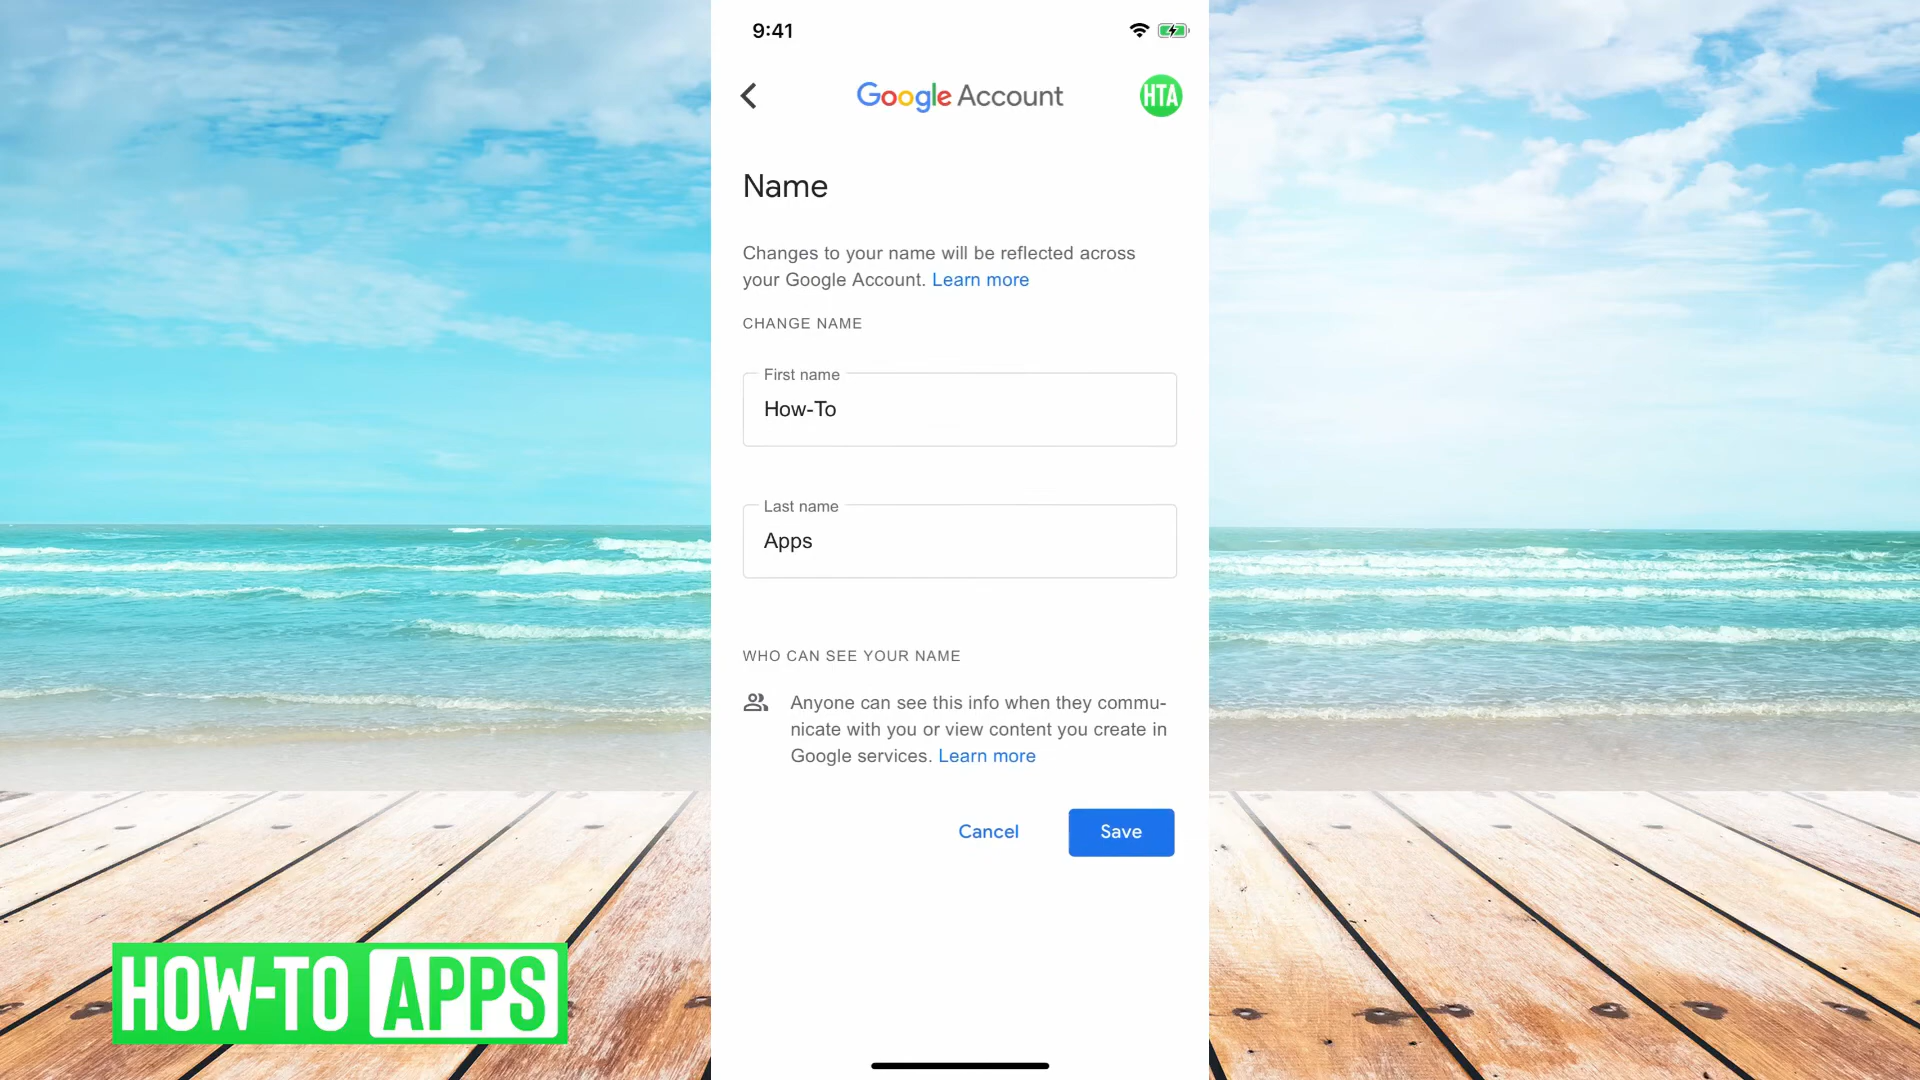 9:41
Google Account
HTA
Name
Changes to your name will be reflected across
your Google Account. Learn more
CHANGE NAME
First name
How-To
Last name
Apps
WHO CAN SEE YOUR NAME
Anyone can see this info when they commu-
nicate with you or view content you create in
Google services. Learn more
Cancel
Save
HOW-TO APPS